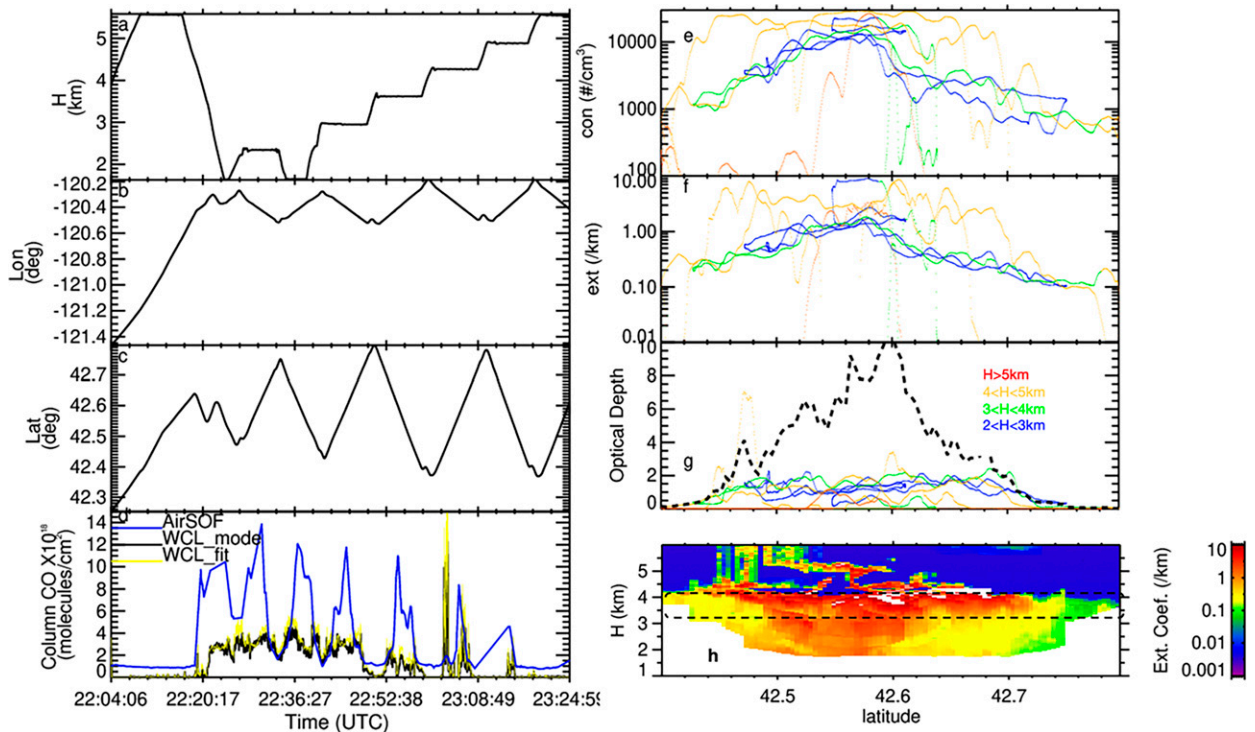 a
H
(km)
5
4
3
2
b
Lon
(deg)
-120.2
-120.4
-120.6
-120.8
-121.0
-121.2
-121.4
c
Lat
(deg)
42.7
42.6
42.5
42.4
42.3
AirSOF
WCL_mode
WCL_fit
Column CO X10¹⁸
(molecules/cm²)
14
12
10
8
6
4
2
0
22:04:06 22:20:17 22:36:27 22:52:38 23:08:49 23:24:59
Time (UTC)
e
con (#/cm³)
10000
1000
100
f
ext (/km)
10.00
1.00
0.10
0.01
g
Optical Depth
10
8
6
4
2
0
H>5km
4<H<5km
3<H<4km
2<H<3km
h
H (km)
5
4
3
2
1
42.5 42.6 42.7
latitude
Ext. Coef. (/km)
10
1
0.1
0.01
0.001